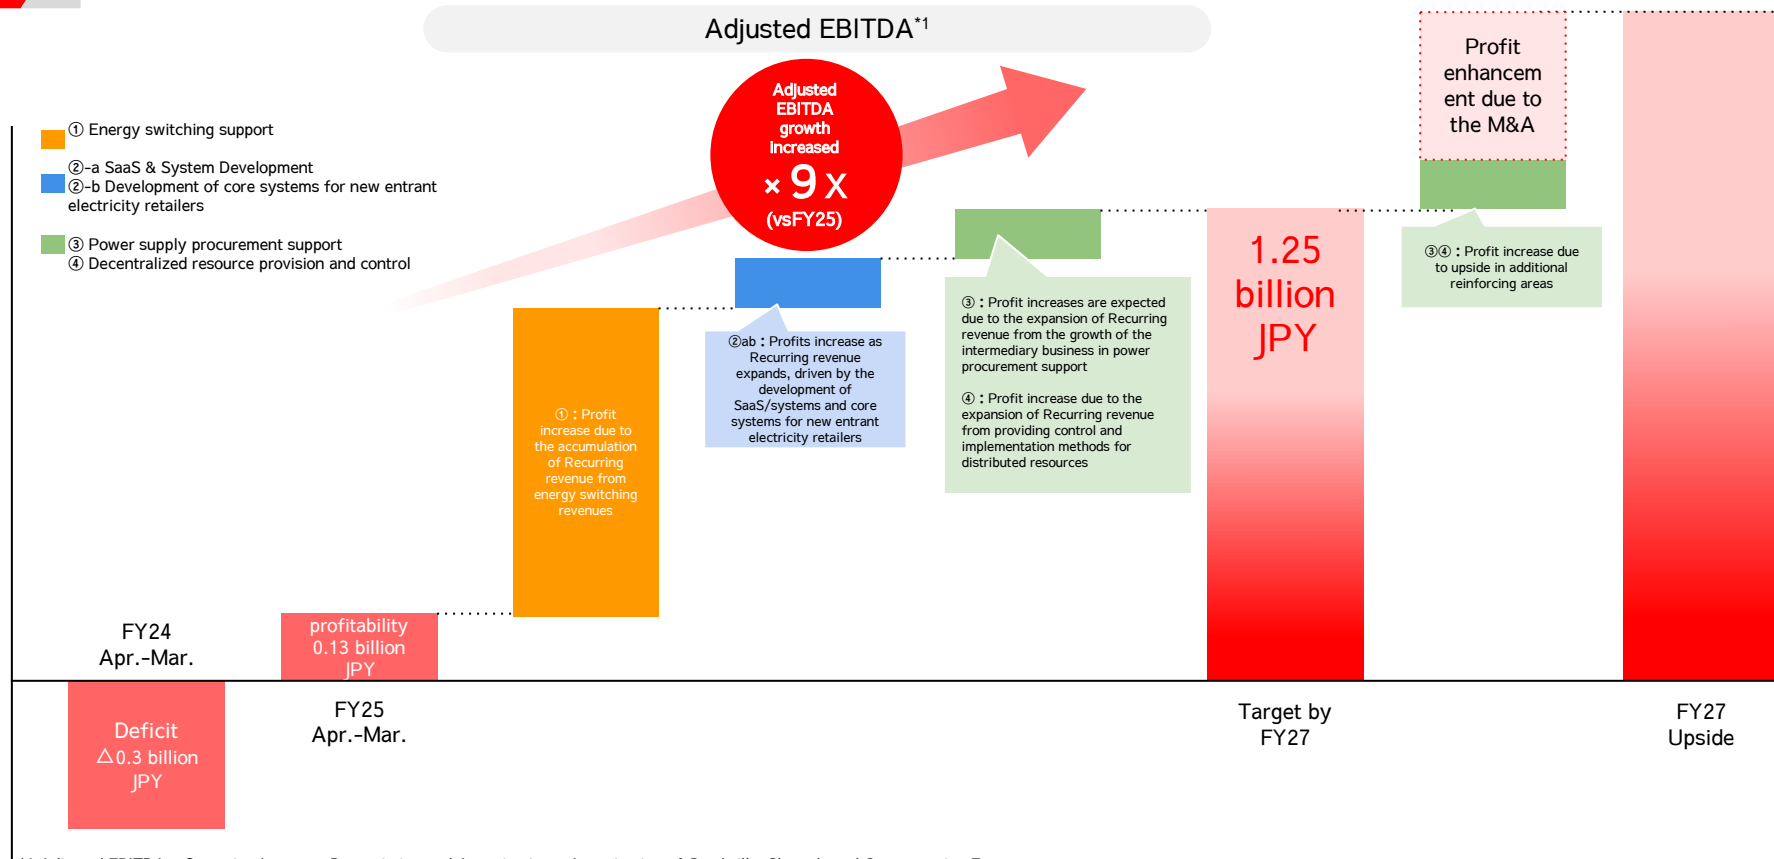 Adjusted EBITDA*1
Adjusted
EBITDA
growth
increased
× 9 X
(vsFY25)
① Energy switching support
②-a SaaS & System Development
②-b Development of core systems for new entrant
electricity retailers
③ Power supply procurement support
④ Decentralized resource provision and control
FY24
Apr.-Mar.
Deficit
△0.3 billion
JPY
profitability
0.13 billion
JPY
FY25
Apr.-Mar.
①：Profit
increase due to
the accumulation
of Recurring
revenue from
energy switching
revenues
②ab：Profits increase as
Recurring revenue
expands, driven by the
development of
SaaS/systems and core
systems for new entrant
electricity retailers
③：Profit increases are expected
due to the expansion of Recurring
revenue from the growth of the
intermediary business in power
procurement support
④：Profit increase due to the
expansion of Recurring revenue
from providing control and
implementation methods for
distributed resources
1.25
billion
JPY
Target by
FY27
Profit
enhancem
ent due to
the M&A
③④：Profit increase due
to upside in additional
reinforcing areas
FY27
Upside